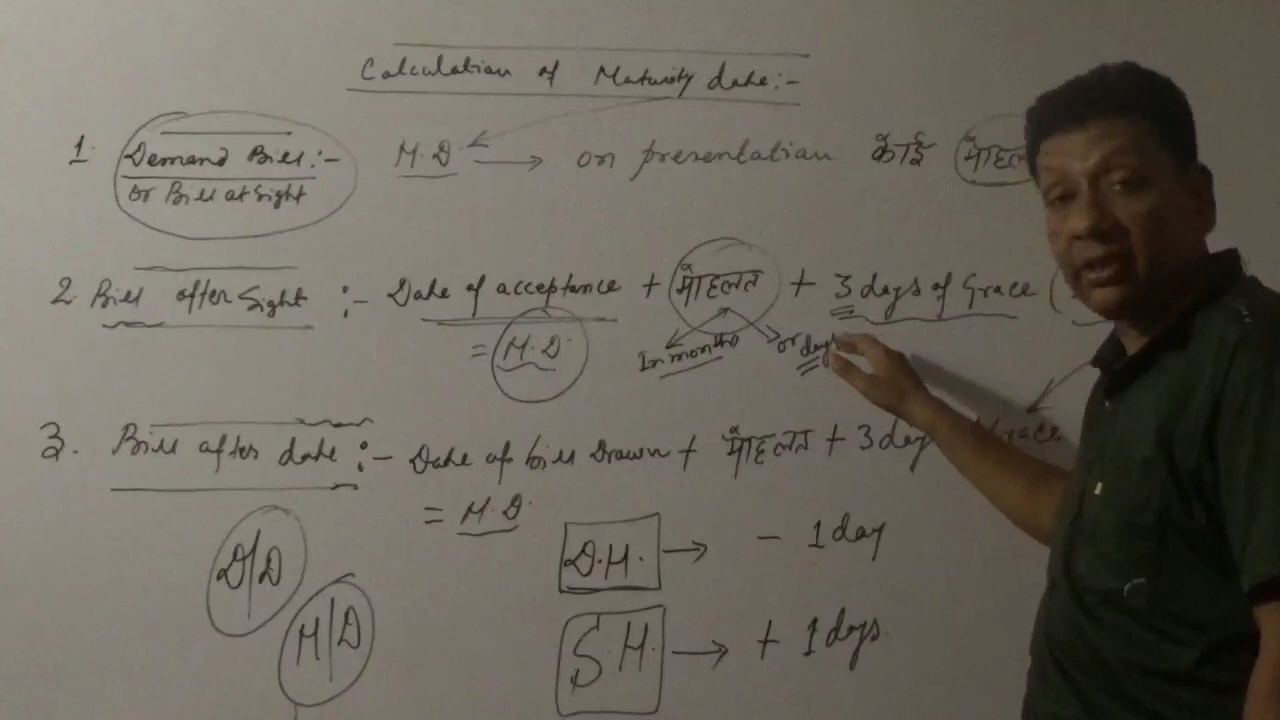 Calculation of Maturity date:-
1. Demand Bill:- M.D → on presentation काई
or Bill at Sight
2. Bill after Sight :- Date of acceptance + मोहलत + 3 days of Grace (
= M.D. In months or days
3. Bill after date :- Date of bill Drawn + मोहलत + 3 day Grace
= M.D.
D/D D.H. → - 1 day
M/D S.H. → + 1 days